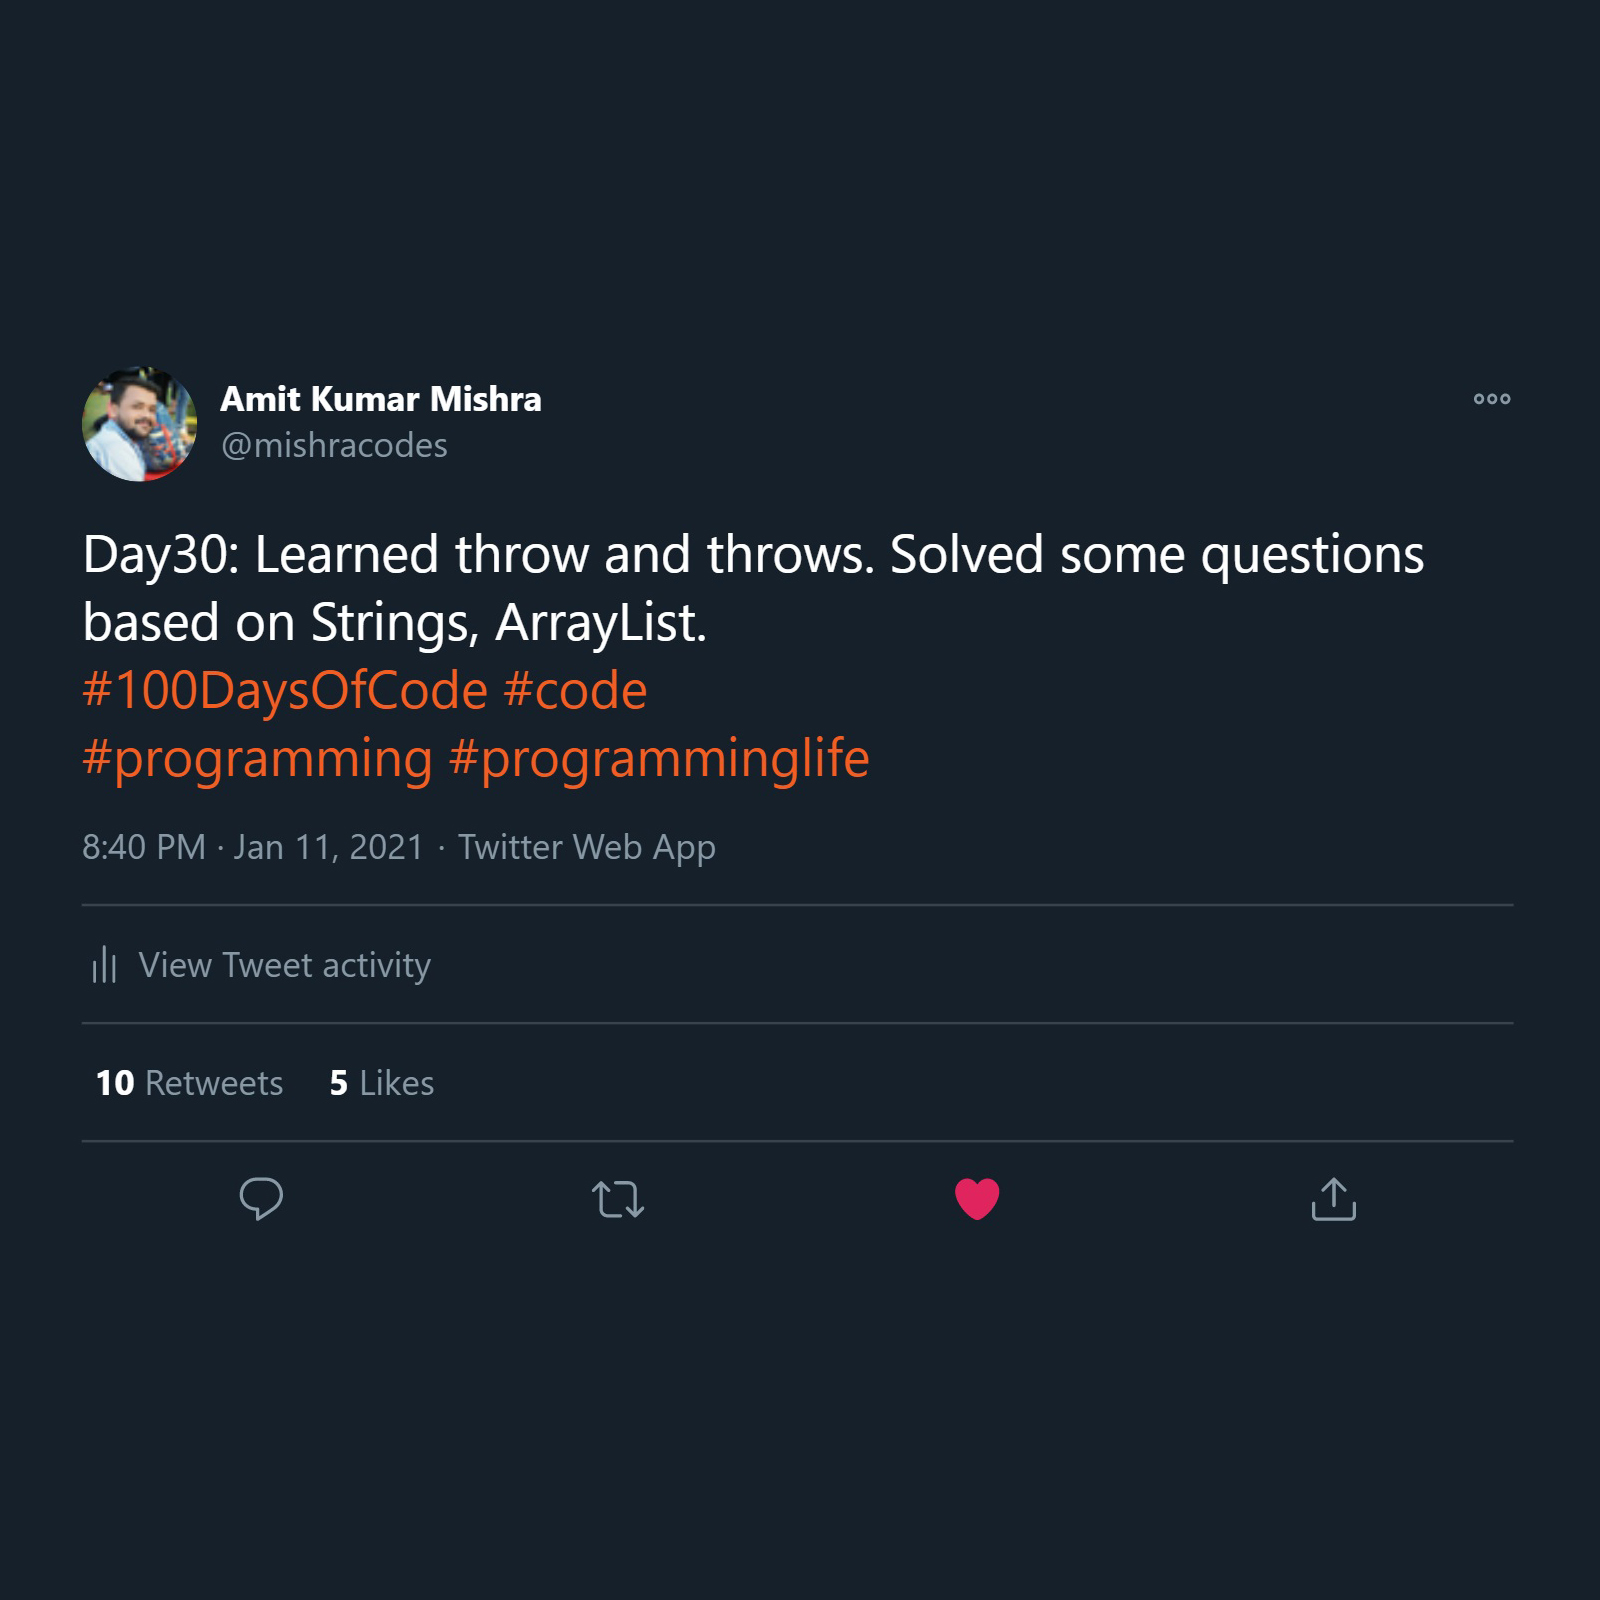 Amit Kumar Mishra
@mishracodes
Day30: Learned throw and throws. Solved some questions
based on Strings, ArrayList.
#100DaysOfCode #code
#programming #programminglife
8:40 PM · Jan 11, 2021 · Twitter Web App
View Tweet activity
10 Retweets 5 Likes